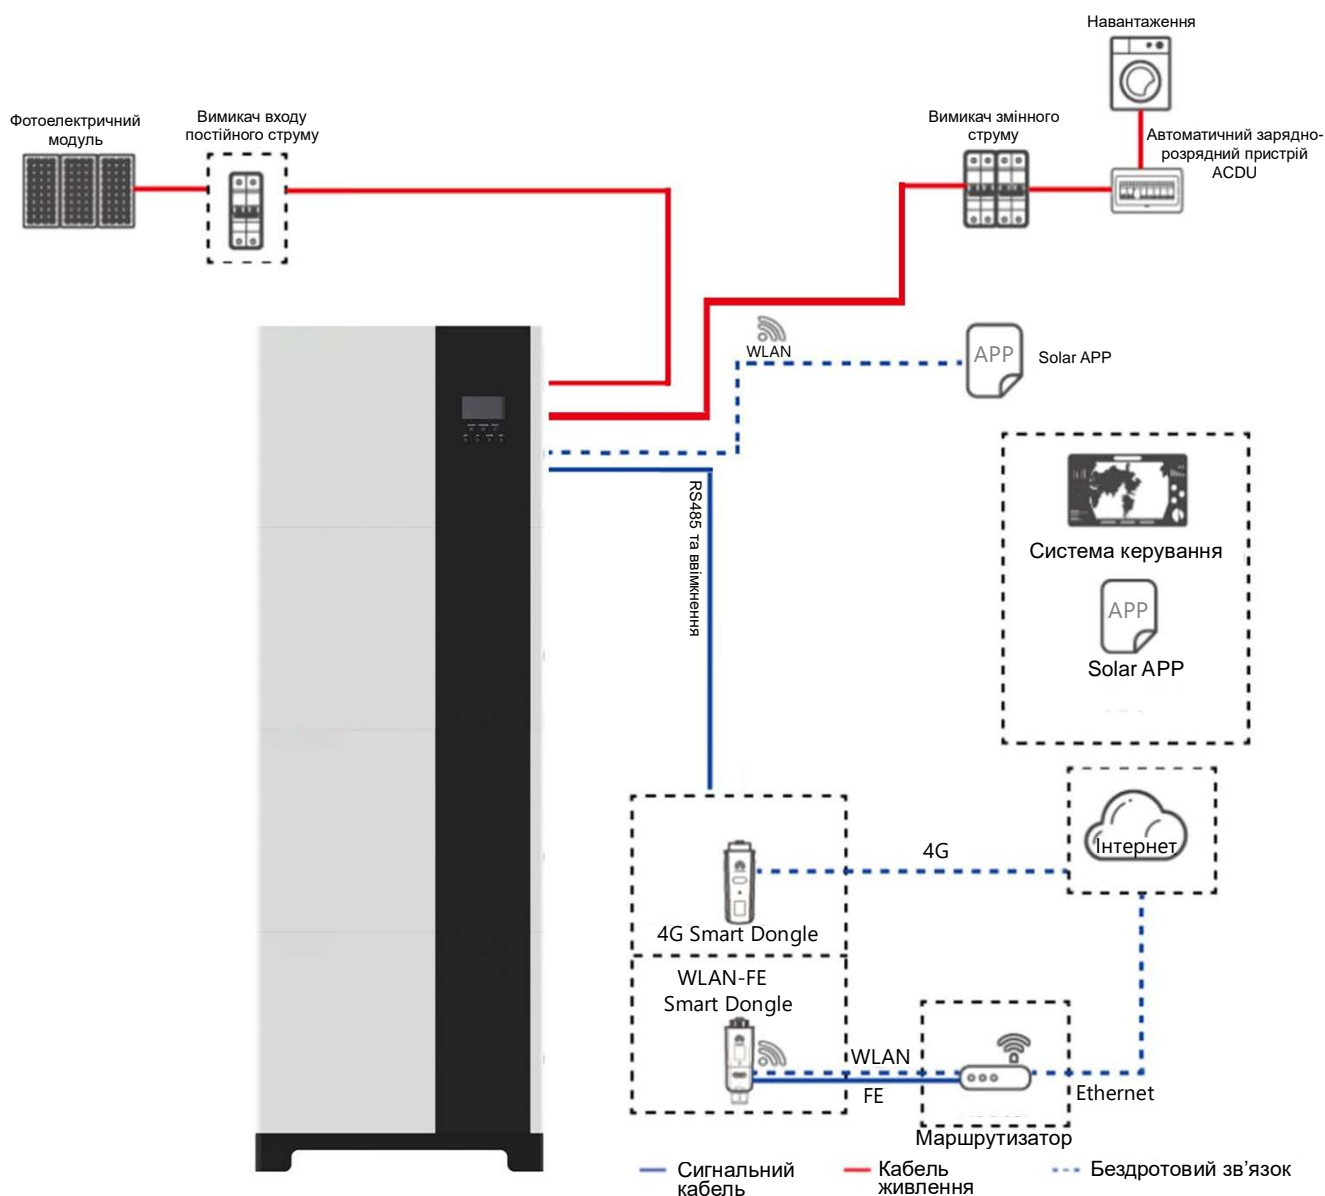 Навантаження
Фотоелектричний
модуль
Вимикач входу
постійного струму
Вимикач змінного
струму
Автоматичний зарядно-
розрядний пристрій
ACDU
WLAN
APP
Solar APP
RS485 та ввімкнення
Система керування
APP
Solar APP
Інтернет
4G
4G Smart Dongle
WLAN-FE
Smart Dongle
WLAN
FE
Ethernet
Маршрутизатор
Сигнальний
кабель
Кабель
живлення
Бездротовий зв’язок